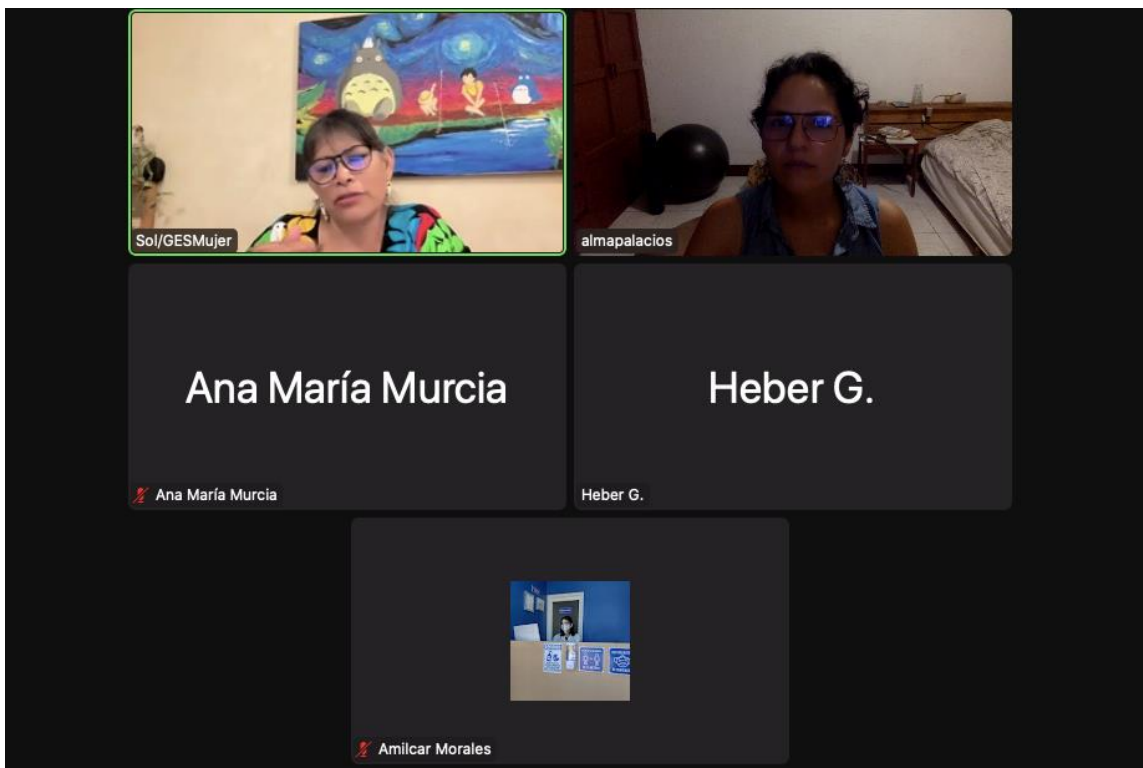 Sol/GESMujer
almapalacios
Ana María Murcia
Heber G.
Ana María Murcia
Heber G.
Amilcar Morales